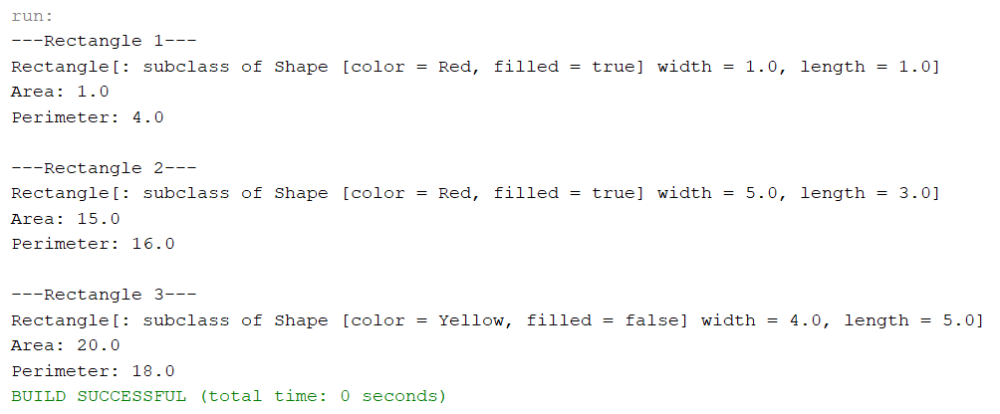 run:
---Rectangle 1---
Rectangle[: subclass of Shape [color = Red, filled = true] width = 1.0, length = 1.0]
Area: 1.0
Perimeter: 4.0

---Rectangle 2---
Rectangle[: subclass of Shape [color = Red, filled = true] width = 5.0, length = 3.0]
Area: 15.0
Perimeter: 16.0

---Rectangle 3---
Rectangle[: subclass of Shape [color = Yellow, filled = false] width = 4.0, length = 5.0]
Area: 20.0
Perimeter: 18.0
BUILD SUCCESSFUL (total time: 0 seconds)